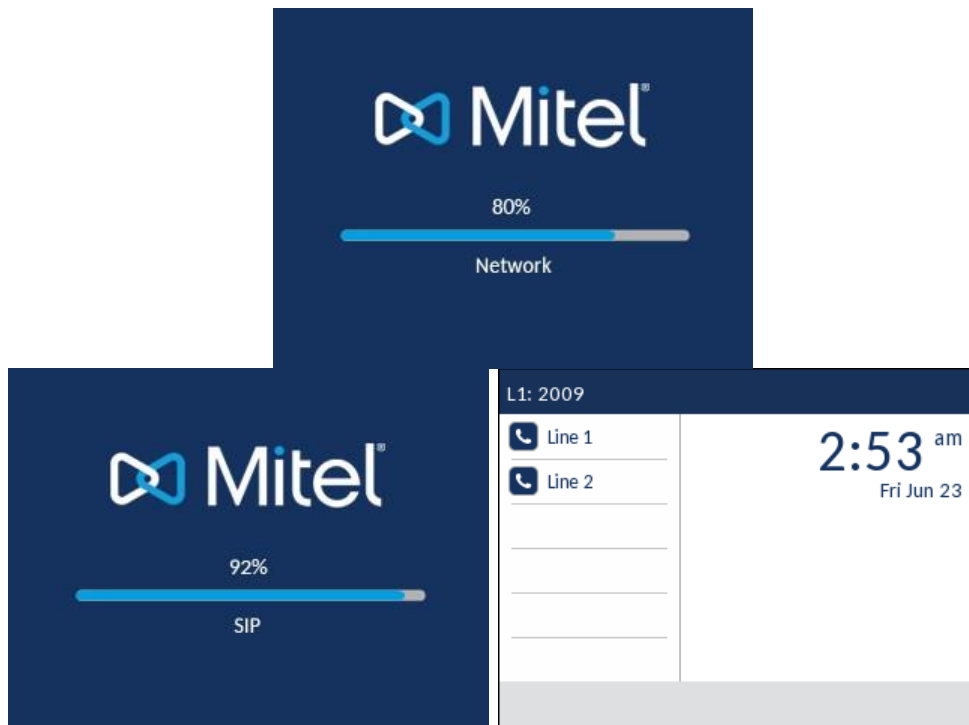 Mitel®
80%
Network
Mitel®
92%
SIP
L1: 2009
Line 1
Line 2
2:53 am
Fri Jun 23